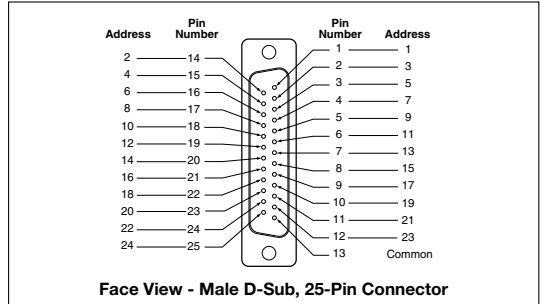 Address Pin Number Pin Number Address
2 14 1 1
4 15 2 3
6 16 3 5
8 17 4 7
10 18 5 9
12 19 6 11
14 20 7 13
16 21 8 15
18 22 9 17
20 23 10 19
22 24 11 21
24 25 12 23
13 Common
Face View - Male D-Sub, 25-Pin Connector